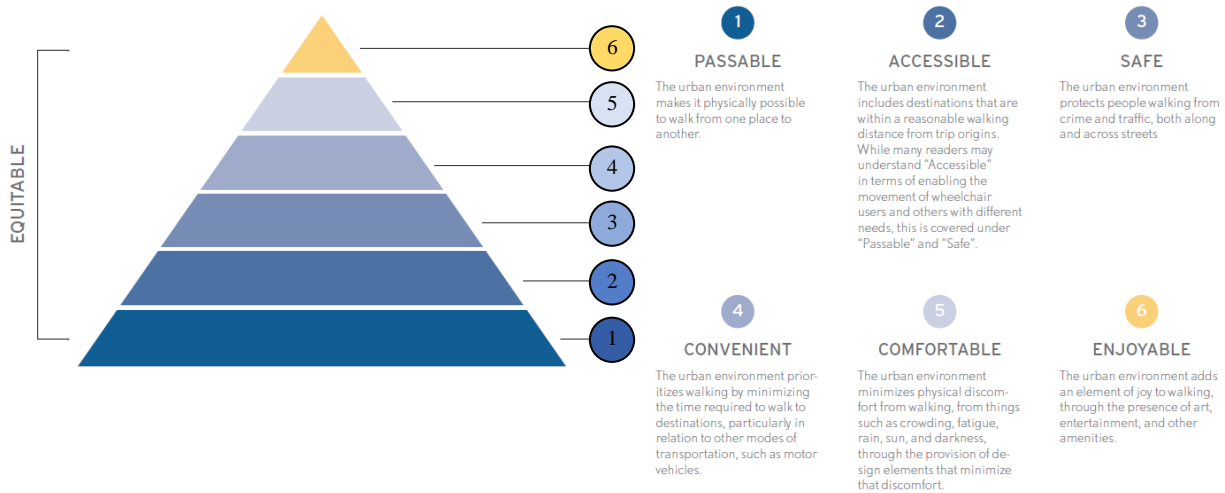 EQUITABLE
6
5
4
3
2
1
1
PASSABLE
The urban environment
makes it physically possible
to walk from one place to
another.
2
ACCESSIBLE
The urban environment
includes destinations that are
within a reasonable walking
distance from trip origins.
While many readers may
understand “Accessible”
in terms of enabling the
movement of wheelchair
users and others with different
needs, this is covered under
“Passable” and “Safe”.
3
SAFE
The urban environment
protects people walking from
crime and traffic, both along
and across streets
4
CONVENIENT
The urban environment prior-
itizes walking by minimizing
the time required to walk to
destinations, particularly in
relation to other modes of
transportation, such as motor
vehicles.
5
COMFORTABLE
The urban environment
minimizes physical discom-
fort from walking, from things
such as crowding, fatigue,
rain, sun, and darkness,
through the provision of de-
sign elements that minimize
that discomfort.
6
ENJOYABLE
The urban environment adds
an element of joy to walking,
through the presence of art,
entertainment, and other
amenities.